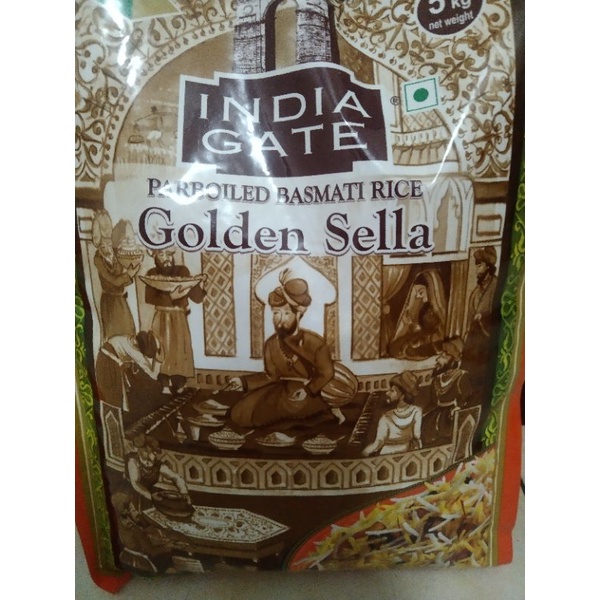 5 kg
net weight
INDIA
GATE
®
PARBOILED BASMATI RICE
Golden Sella